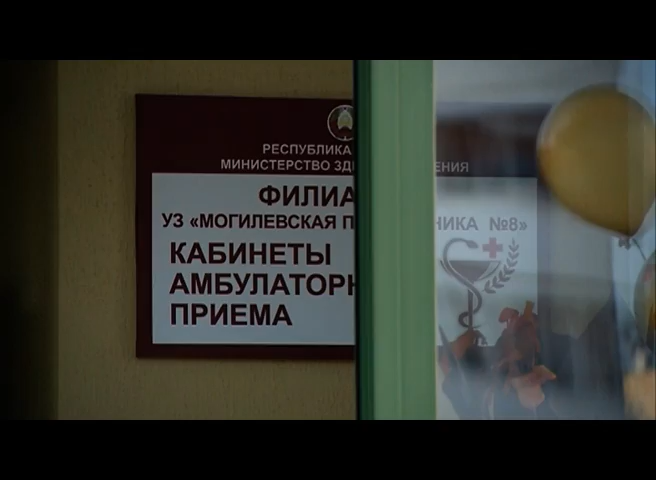 РЕСПУБЛИКА
МИНИСТЕРСТВО ЗД ЕНИЯ
ФИЛИА
УЗ «МОГИЛЕВСКАЯ П НИКА №8»
КАБИНЕТЫ
АМБУЛАТОРН
ПРИЕМА